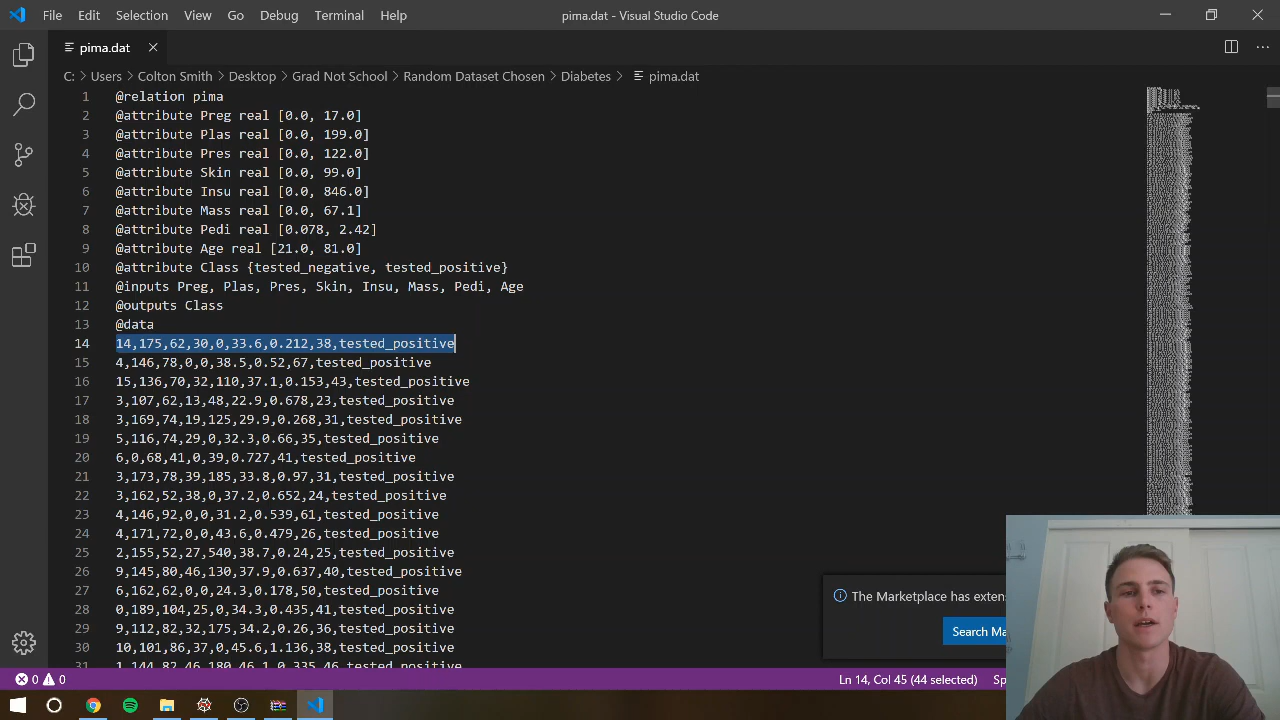 File Edit Selection View Go Debug Terminal Help
pima.dat - Visual Studio Code
pima.dat
C: Users Colton Smith Desktop Grad Not School Random Dataset Chosen Diabetes pima.dat
1 @relation pima
2 @attribute Preg real [0.0, 17.0]
3 @attribute Plas real [0.0, 199.0]
4 @attribute Pres real [0.0, 122.0]
5 @attribute Skin real [0.0, 99.0]
6 @attribute Insu real [0.0, 846.0]
7 @attribute Mass real [0.0, 67.1]
8 @attribute Pedi real [0.078, 2.42]
9 @attribute Age real [21.0, 81.0]
10 @attribute Class {tested_negative, tested_positive}
11 @inputs Preg, Plas, Pres, Skin, Insu, Mass, Pedi, Age
12 @outputs Class
13 @data
14 14,175,62,30,0,33.6,0.212,38,tested_positive
15 4,146,78,0,0,38.5,0.52,67,tested_positive
16 15,136,70,32,110,37.1,0.153,43,tested_positive
17 3,107,62,13,48,22.9,0.678,23,tested_positive
18 3,169,74,19,125,29.9,0.268,31,tested_positive
19 5,116,74,29,0,32.3,0.66,35,tested_positive
20 6,0,68,41,0,39,0.727,41,tested_positive
21 3,173,78,39,185,33.8,0.97,31,tested_positive
22 3,162,52,38,0,37.2,0.652,24,tested_positive
23 4,146,92,0,0,31.2,0.539,61,tested_positive
24 4,171,72,0,0,43.6,0.479,26,tested_positive
25 2,155,52,27,540,38.7,0.24,25,tested_positive
26 9,145,80,46,130,37.9,0.637,40,tested_positive
27 6,162,62,0,0,24.3,0.178,50,tested_positive
28 0,189,104,25,0,34.3,0.435,41,tested_positive
29 9,112,82,32,175,34.2,0.26,36,tested_positive
30 10,101,86,37,0,45.6,1.136,38,tested_positive
31 1,144,82,46,180,46.1,0.335,46,tested_positive
The Marketplace has exten
Search Ma
0 0
Ln 14, Col 45 (44 selected)
Sp